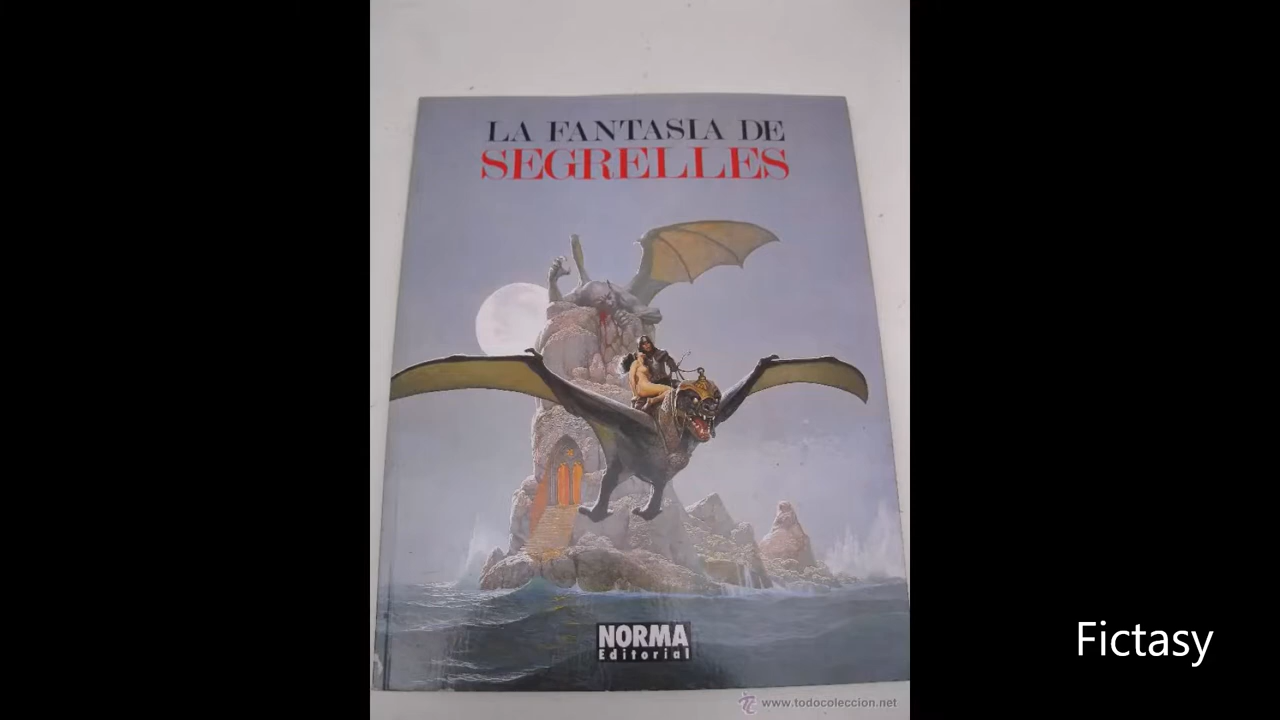 LA FANTASIA DE
SEGRELLES
NORMA
Editorial
Fictasy
www.todocoleccion.net